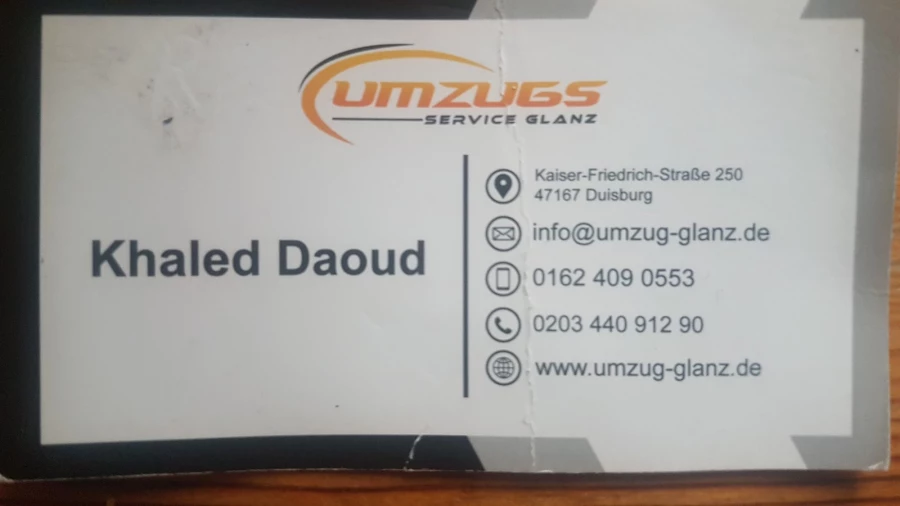 UMZUGS
SERVICE GLANZ
Khaled Daoud
Kaiser-Friedrich-Straße 250
47167 Duisburg
info@umzug-glanz.de
0162 409 0553
0203 440 912 90
www.umzug-glanz.de